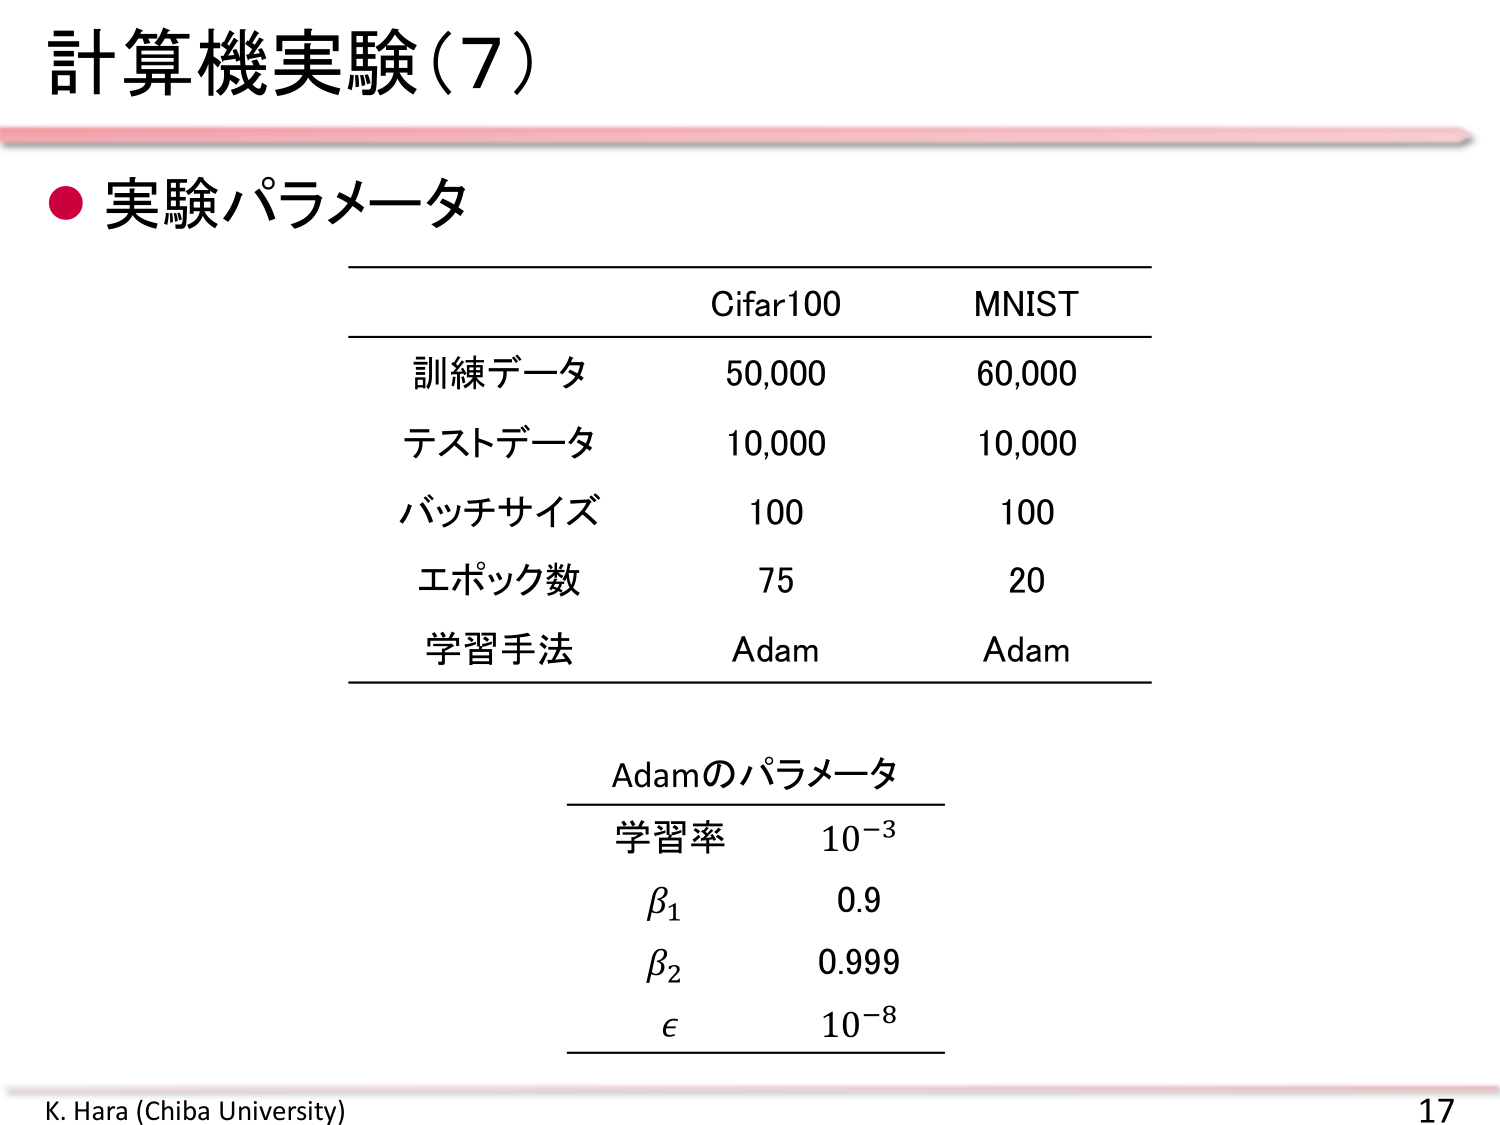 計算機実験（7）
実験パラメータ
Cifar100 MNIST
訓練データ 50,000 60,000
テストデータ 10,000 10,000
バッチサイズ 100 100
エポック数 75 20
学習手法 Adam Adam
Adamのパラメータ
学習率 10⁻³
β₁ 0.9
β₂ 0.999
ϵ 10⁻⁸
K. Hara (Chiba University) 17